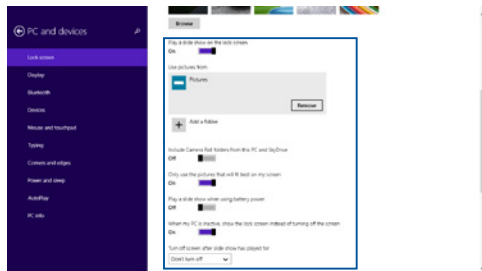 PC and devices
Lock screen
Display
Bluetooth
Devices
Mouse and touchpad
Typing
Corners and edges
Power and sleep
AutoPlay
PC info
Browse
Play a slide show on the lock screen
On
Use pictures from
Pictures
Remove
Add a folder
Include Camera Roll folders from this PC and SkyDrive
Off
Only use the pictures that will fit best on my screen
On
Play a slide show when using battery power
Off
When my PC is inactive, show the lock screen instead of turning off the screen
On
Turn off screen after slide show has played for
Don't turn off